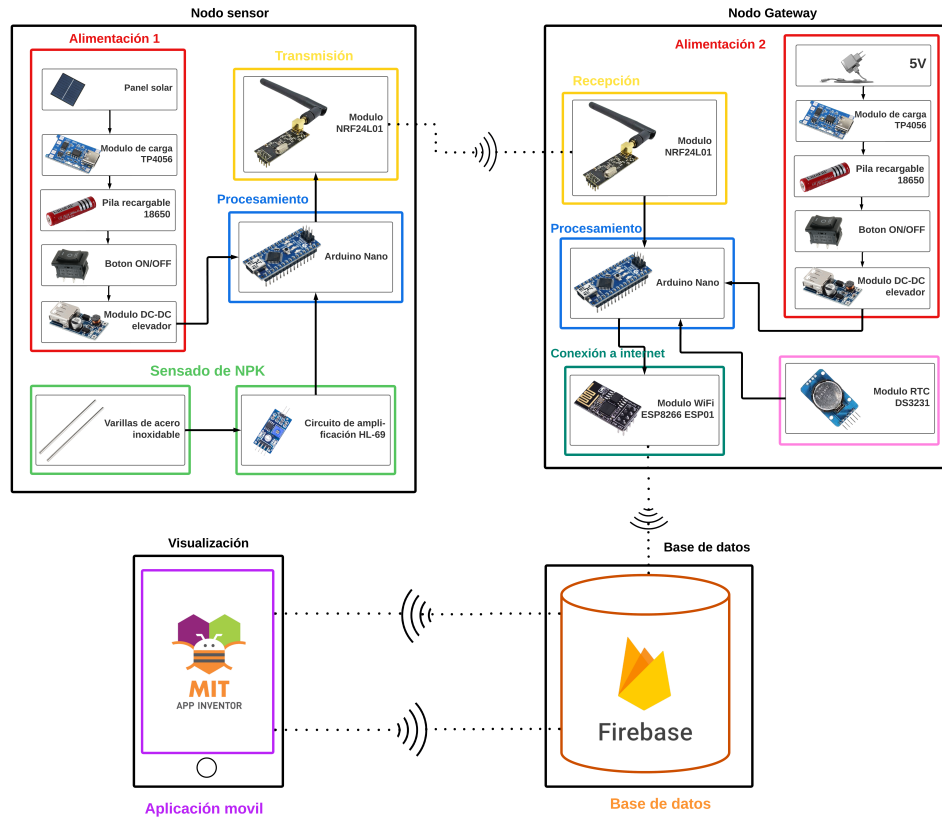 Nodo sensor
Alimentación 1
Panel solar
Modulo de carga
TP4056
Pila recargable
18650
Boton ON/OFF
Modulo DC-DC
elevador
Transmisión
Modulo
NRF24L01
Procesamiento
Arduino Nano
Sensado de NPK
Varillas de acero
inoxidable
Circuito de ampli-
ficación HL-69
Nodo Gateway
Alimentación 2
5V
Modulo de carga
TP4056
Pila recargable
18650
Boton ON/OFF
Modulo DC-DC
elevador
Recepción
Modulo
NRF24L01
Procesamiento
Arduino Nano
Conexión a internet
Modulo WiFi
ESP8266 ESP01
Modulo RTC
DS3231
Visualización
MIT
APP INVENTOR
Aplicación movil
Base de datos
Firebase
Base de datos